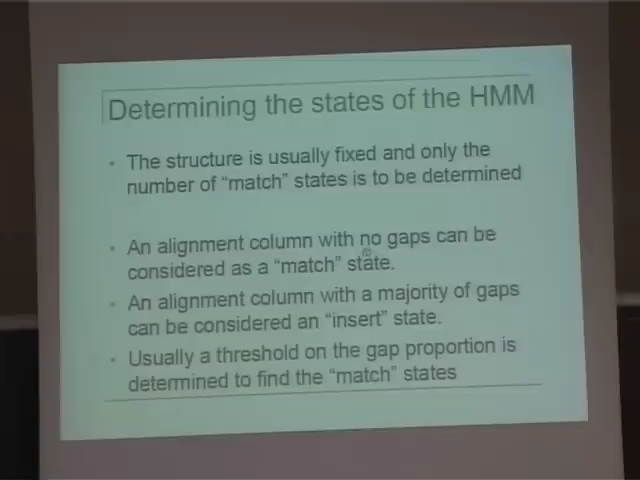 Determining the states of the HMM
• The structure is usually fixed and only the
number of “match” states is to be determined
• An alignment column with no gaps can be
considered as a “match” state.
• An alignment column with a majority of gaps
can be considered an “insert” state.
• Usually a threshold on the gap proportion is
determined to find the “match” states